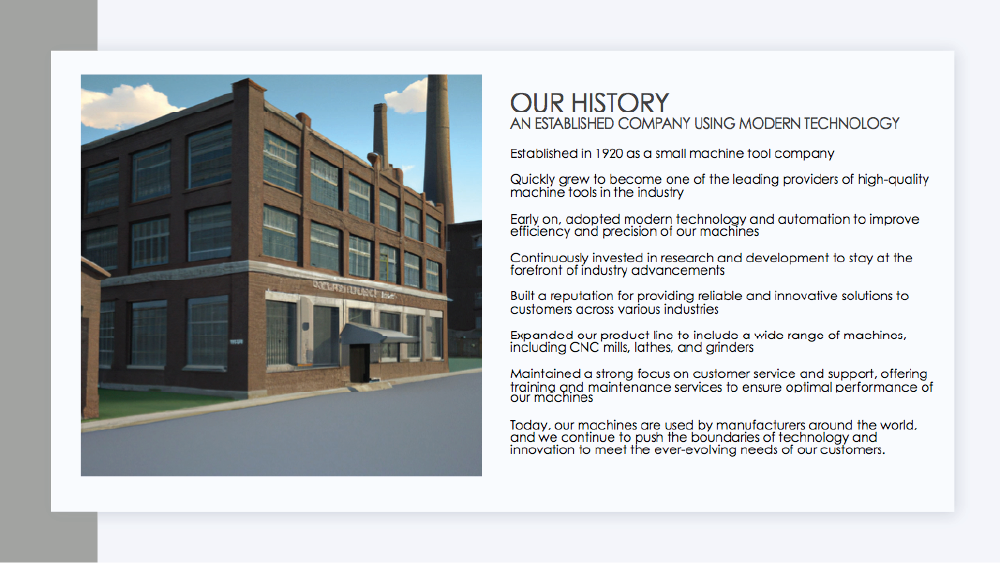 OUR HISTORY
AN ESTABLISHED COMPANY USING MODERN TECHNOLOGY
Established in 1920 as a small machine tool company
Quickly grew to become one of the leading providers of high-quality
machine tools in the industry
Early on, adopted modern technology and automation to improve
efficiency and precision of our machines
Continuously invested in research and development to stay at the
forefront of industry advancements
Built a reputation for providing reliable and innovative solutions to
customers across various industries
Expanded our product line to include a wide range of machines,
including CNC mills, lathes, and grinders
Maintained a strong focus on customer service and support, offering
training and maintenance services to ensure optimal performance of
our machines
Today, our machines are used by manufacturers around the world,
and we continue to push the boundaries of technology and
innovation to meet the ever-evolving needs of our customers.